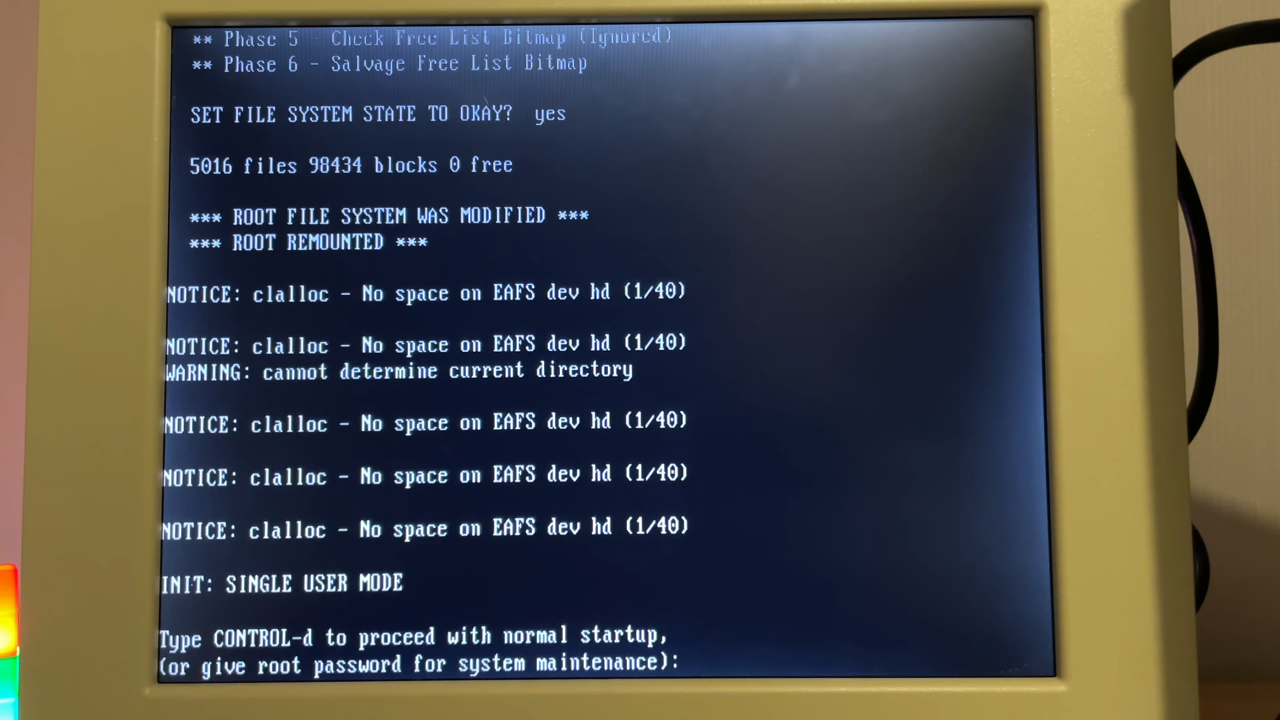 ** Phase 5 - Check Free List Bitmap (Ignored)
** Phase 6 - Salvage Free List Bitmap
SET FILE SYSTEM STATE TO OKAY? yes
5016 files 98434 blocks 0 free
*** ROOT FILE SYSTEM WAS MODIFIED ***
*** ROOT REMOUNTED ***
NOTICE: clalloc - No space on EAFS dev hd (1/40)
NOTICE: clalloc - No space on EAFS dev hd (1/40)
WARNING: cannot determine current directory
NOTICE: clalloc - No space on EAFS dev hd (1/40)
NOTICE: clalloc - No space on EAFS dev hd (1/40)
NOTICE: clalloc - No space on EAFS dev hd (1/40)
INIT: SINGLE USER MODE
Type CONTROL-d to proceed with normal startup,
(or give root password for system maintenance):